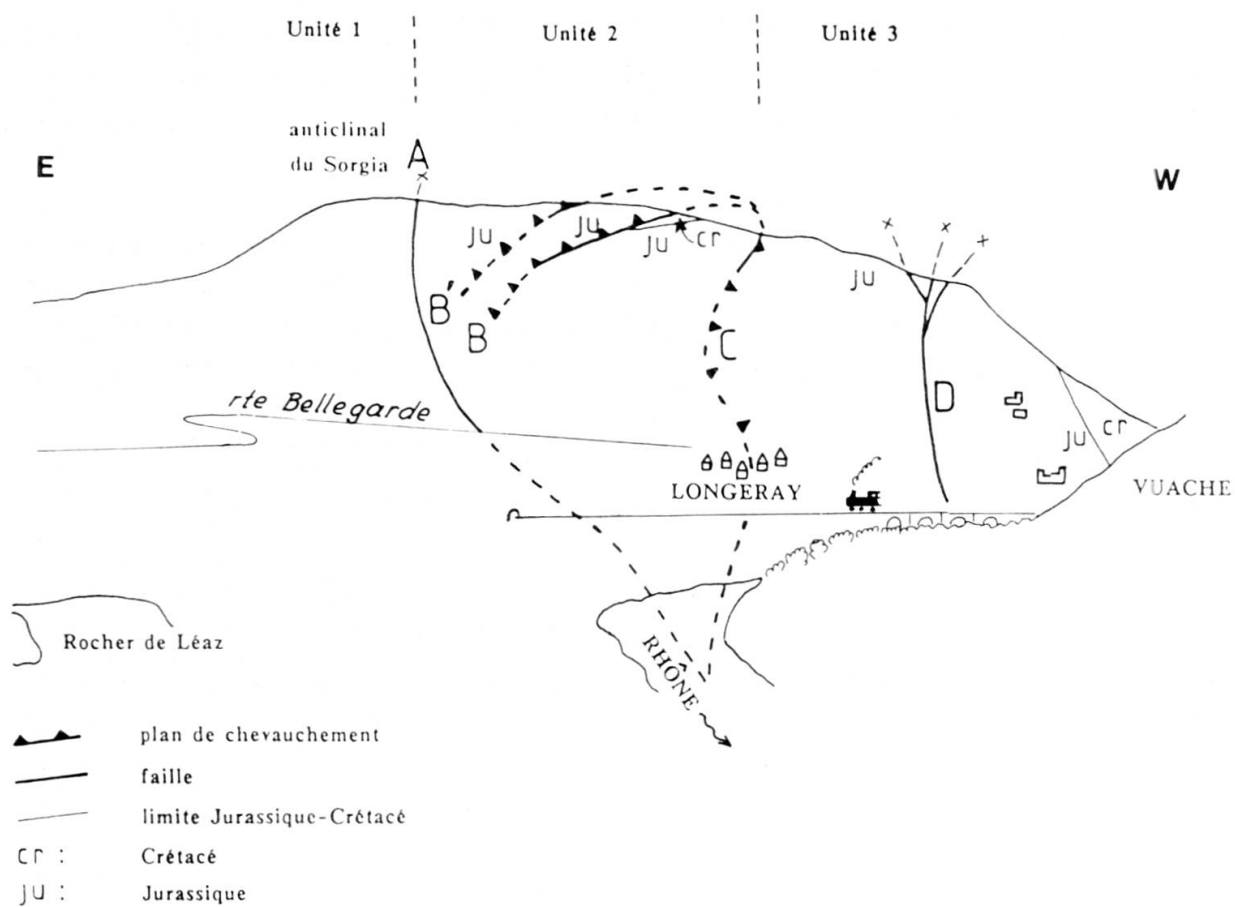 Unité 1 Unité 2 Unité 3
anticlinal
du Sorgia
A
E
W
ju ju ju cr ju
B'
B
C
D
rte Bellegarde
ju cr
LONGERAY
VUACHE
Rocher de Léaz
RHÔNE
plan de chevauchement
faille
limite Jurassique-Crétacé
cr : Crétacé
ju : Jurassique